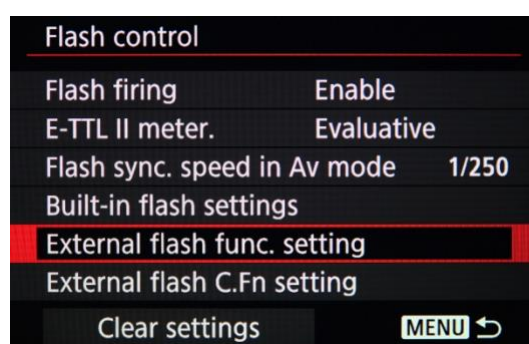 Flash control
Flash firing Enable
E-TTL II meter. Evaluative
Flash sync. speed in Av mode 1/250
Built-in flash settings
External flash func. setting
External flash C.Fn setting
Clear settings MENU